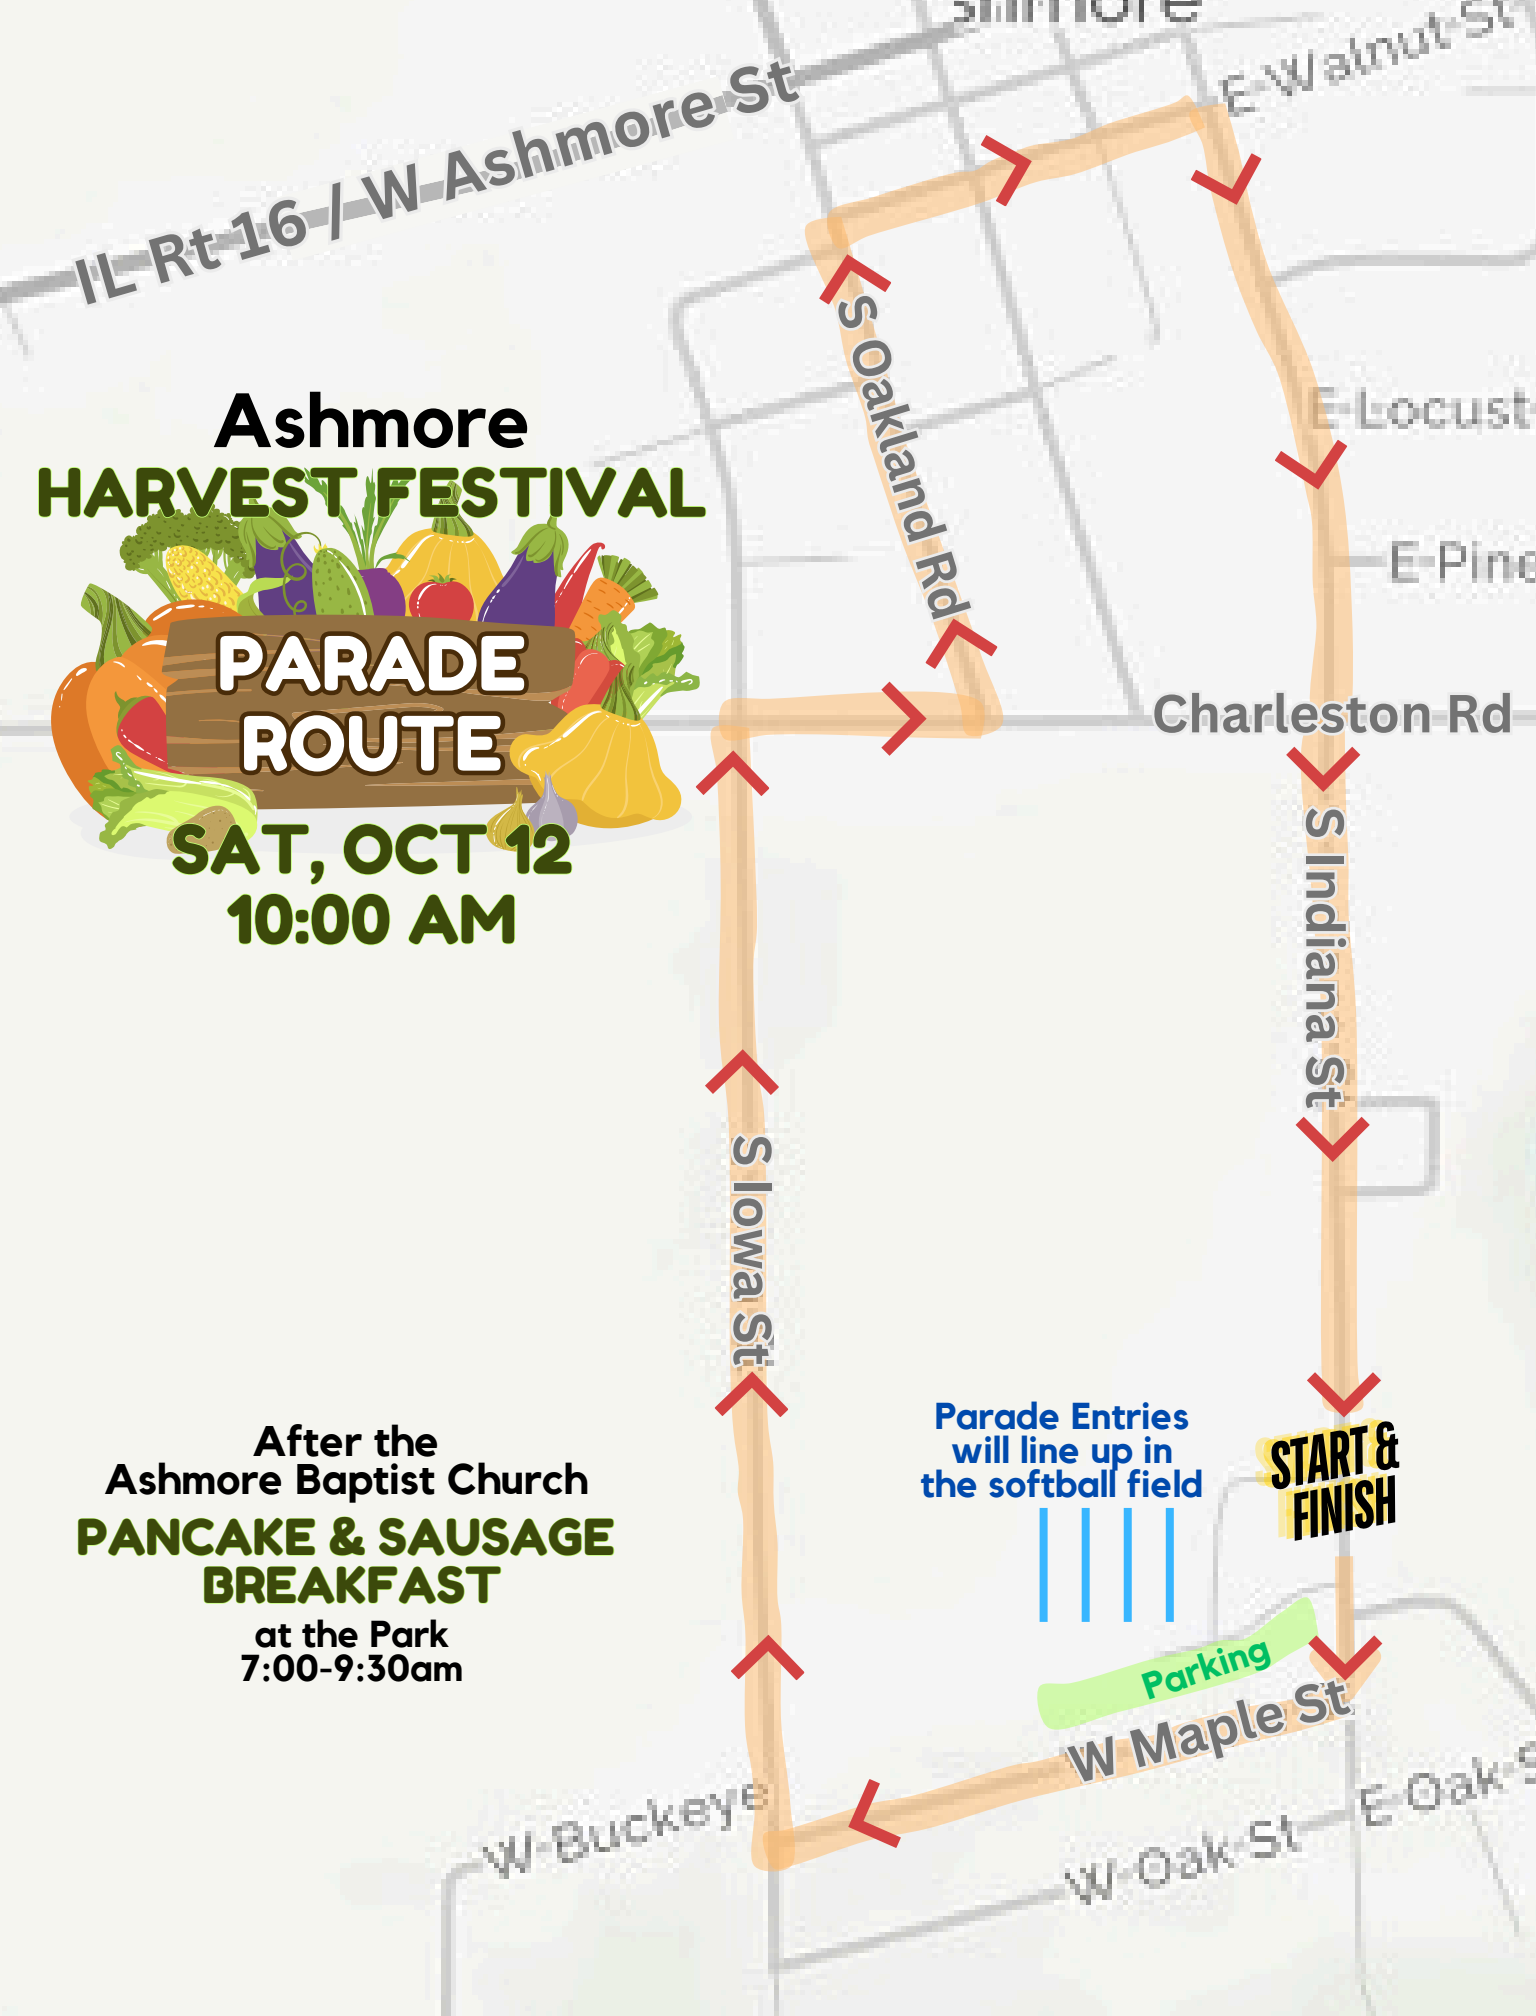 E Walnut St
IL Rt 16 / W Ashmore St
S Oakland Rd
E Locust
Ashmore
HARVEST FESTIVAL
PARADE
ROUTE
SAT, OCT 12
10:00 AM
Charleston Rd
S Indiana St
S Iowa St
After the
Ashmore Baptist Church
PANCAKE & SAUSAGE
BREAKFAST
at the Park
7:00-9:30am
Parade Entries
will line up in
the softball field
START &
FINISH
Parking
W Maple St
W Buckeye
W Oak St
E Oak S